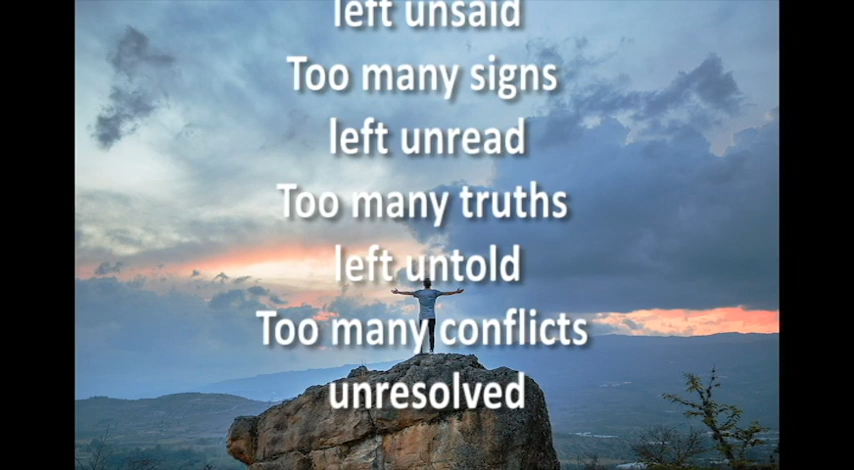 left unsaid
Too many signs
left unread
Too many truths
left untold
Too many conflicts
unresolved